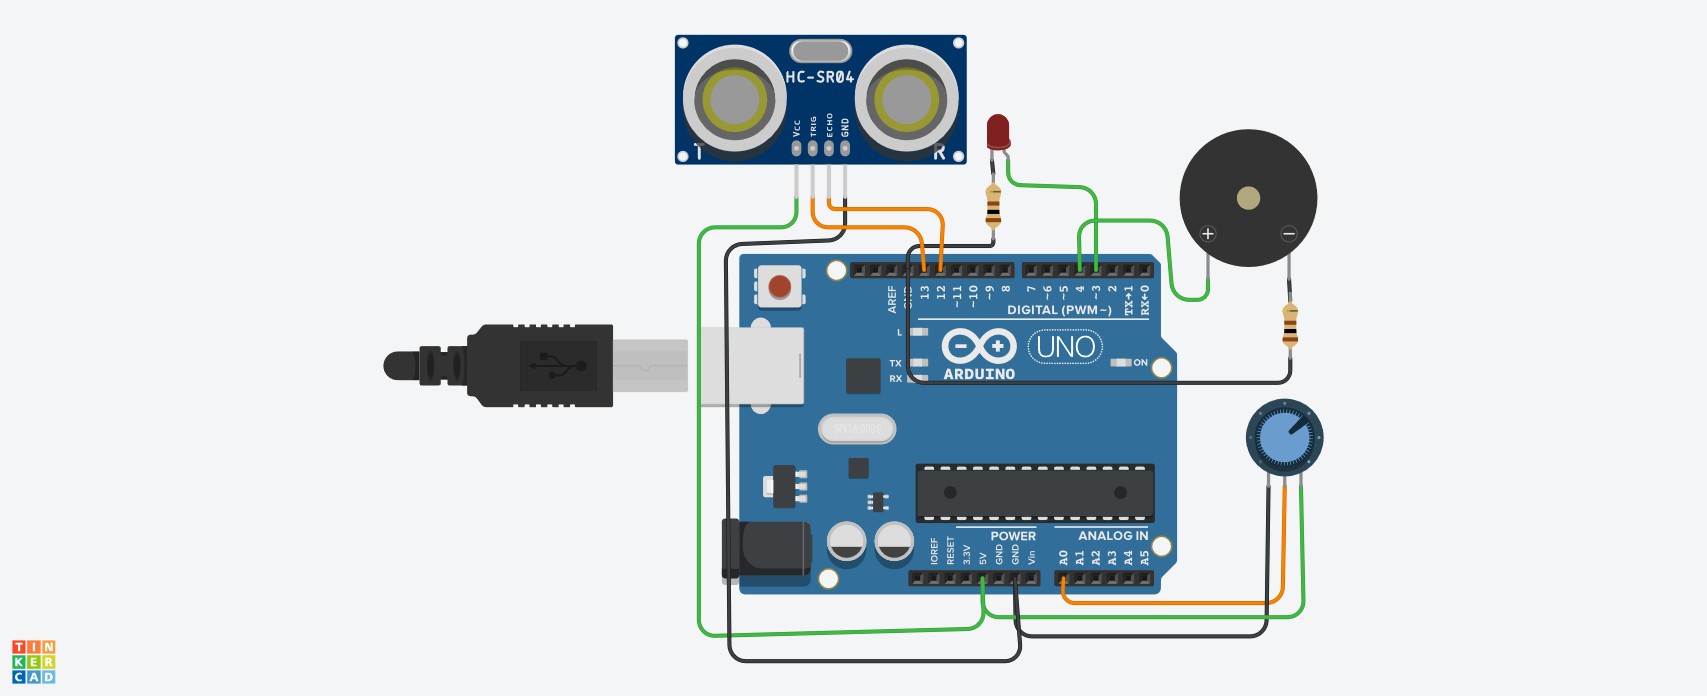 HC-SR04
Vcc
TRIG
ECHO
GND
T
R
+
−
AREF
GND
13
12
~11
~10
~9
8
7
~6
~5
4
~3
2
TX→1
RX←0
DIGITAL (PWM~)
L
TX
RX
− +
UNO
ARDUINO
ON
SPK16.000G
POWER
ANALOG IN
IOREF
RESET
3.3V
5V
GND
GND
Vin
A0
A1
A2
A3
A4
A5
TIN
KER
CAD